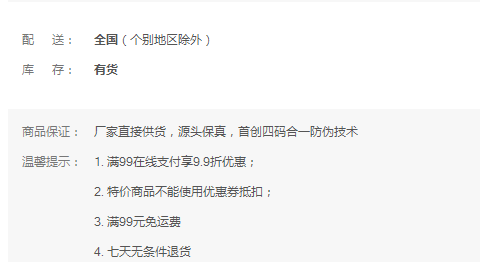 配　送：　全国（个别地区除外）
库　存：　有货
商品保证：　厂家直接供货，源头保真，首创四码合一防伪技术
温馨提示：　1. 满99在线支付享9.9折优惠；
2. 特价商品不能使用优惠券抵扣；
3. 满99元免运费
4. 七天无条件退货